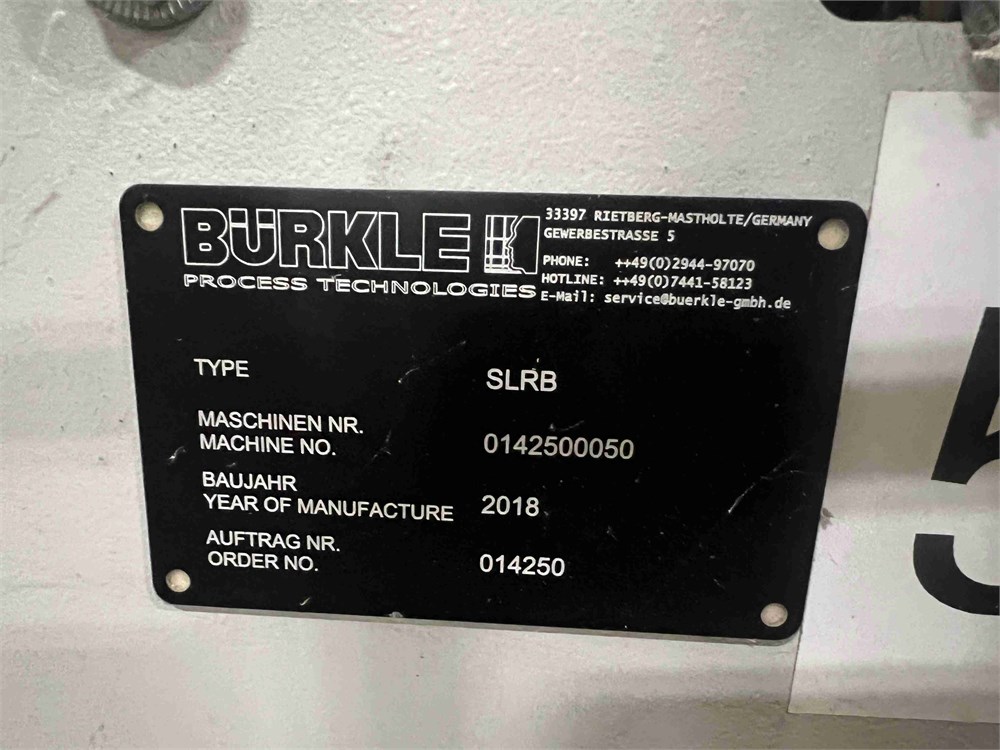 BÜRKLE
PROCESS TECHNOLOGIES
33397 RIETBERG-MASTHOLTE/GERMANY
GEWERBESTRASSE 5
PHONE: ++49(0)2944-97070
HOTLINE: ++49(0)7441-58123
E-Mail: service@buerkle-gmbh.de
TYPE SLRB
MASCHINEN NR.
MACHINE NO. 0142500050
BAUJAHR
YEAR OF MANUFACTURE 2018
AUFTRAG NR.
ORDER NO. 014250
5